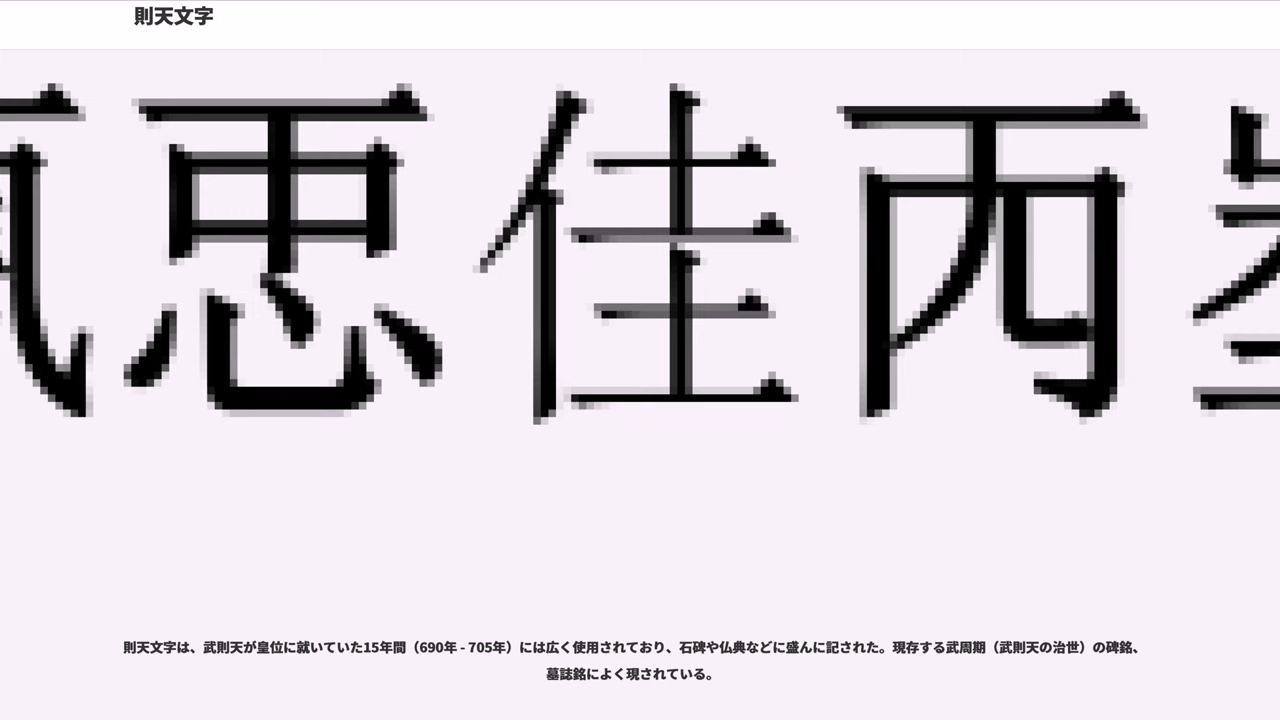 則天文字
佳
則天文字は、武則天が皇位に就いていた15年間（690年 - 705年）には広く使用されており、石碑や仏典などに盛んに記された。現存する武周期（武則天の治世）の碑銘、
墓誌銘によく現されている。